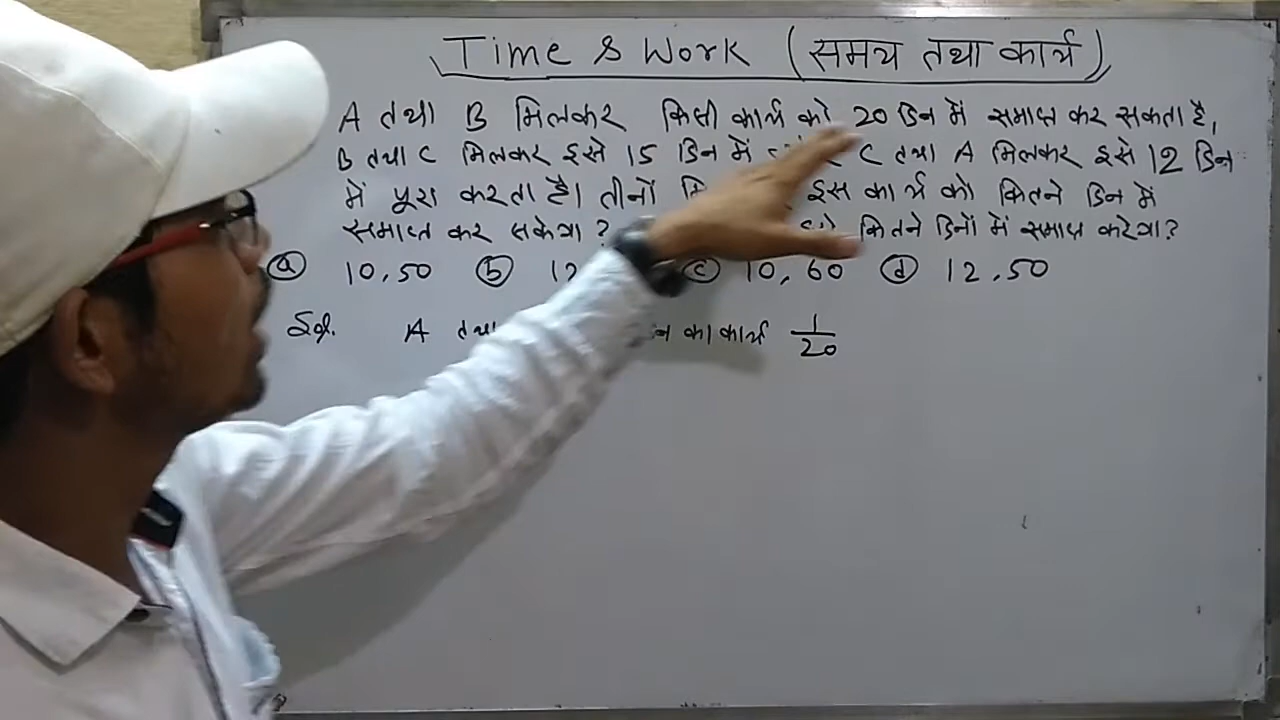 Time & Work (समय तथा कार्य)
A तथा B मिलकर किसी कार्य को 20 दिन में समाप्त कर सकता है,
B तथा C मिलकर इसे 15 दिन में C तथा A मिलकर इसे 12 दिन
में पूरा करता है। तीनों इस कार्य को कितने दिन में
समाप्त कर सकेगा? कितने दिनों में समाप्त करेगा?
(a) 10,50 (b) (c) 10,60 (d) 12,50
Sol. A तथा का कार्य 1/20